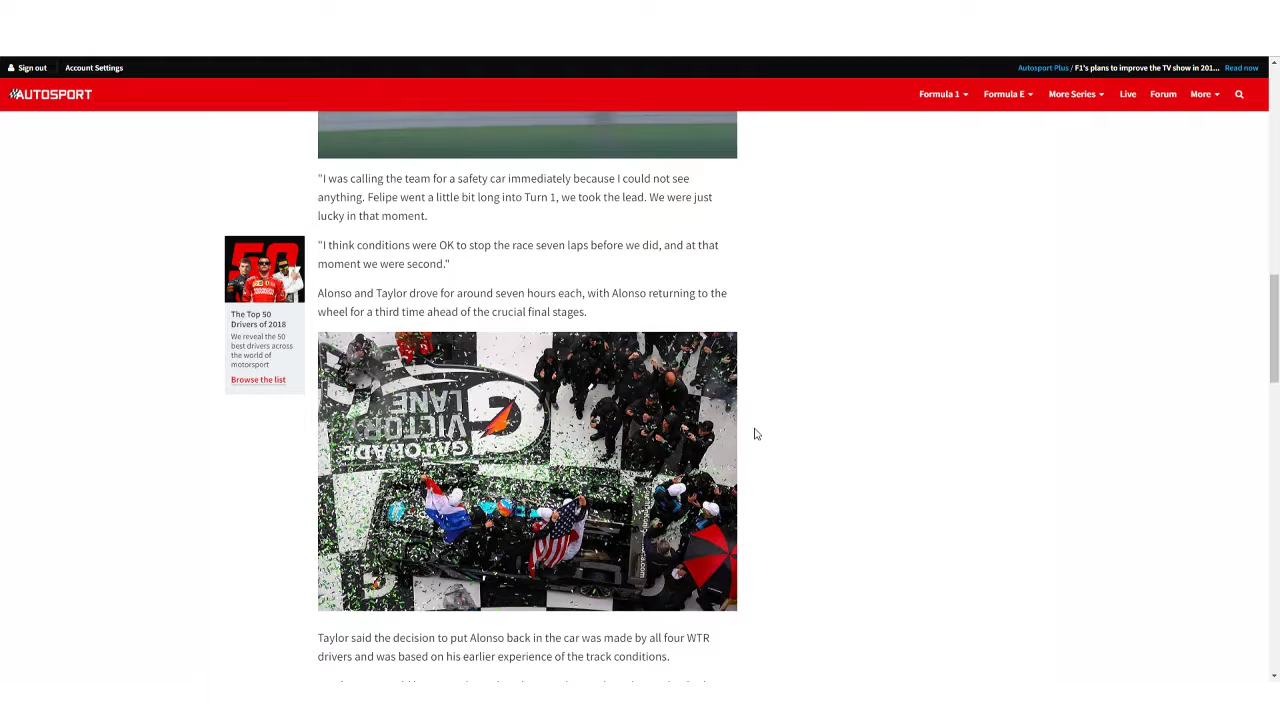 Sign out
Account Settings
Autosport Plus / F1's plans to improve the TV show in 201... Read now
AUTOSPORT
Formula 1
Formula E
More Series
Live
Forum
More
"I was calling the team for a safety car immediately because I could not see
anything. Felipe went a little bit long into Turn 1, we took the lead. We were just
lucky in that moment.
"I think conditions were OK to stop the race seven laps before we did, and at that
moment we were second."
50
The Top 50
Drivers of 2018
We reveal the 50
best drivers across
the world of
motorsport
Browse the list
Alonso and Taylor drove for around seven hours each, with Alonso returning to the
wheel for a third time ahead of the crucial final stages.
GATORADE
VICTORY
LANE
G
Taylor said the decision to put Alonso back in the car was made by all four WTR
drivers and was based on his earlier experience of the track conditions.